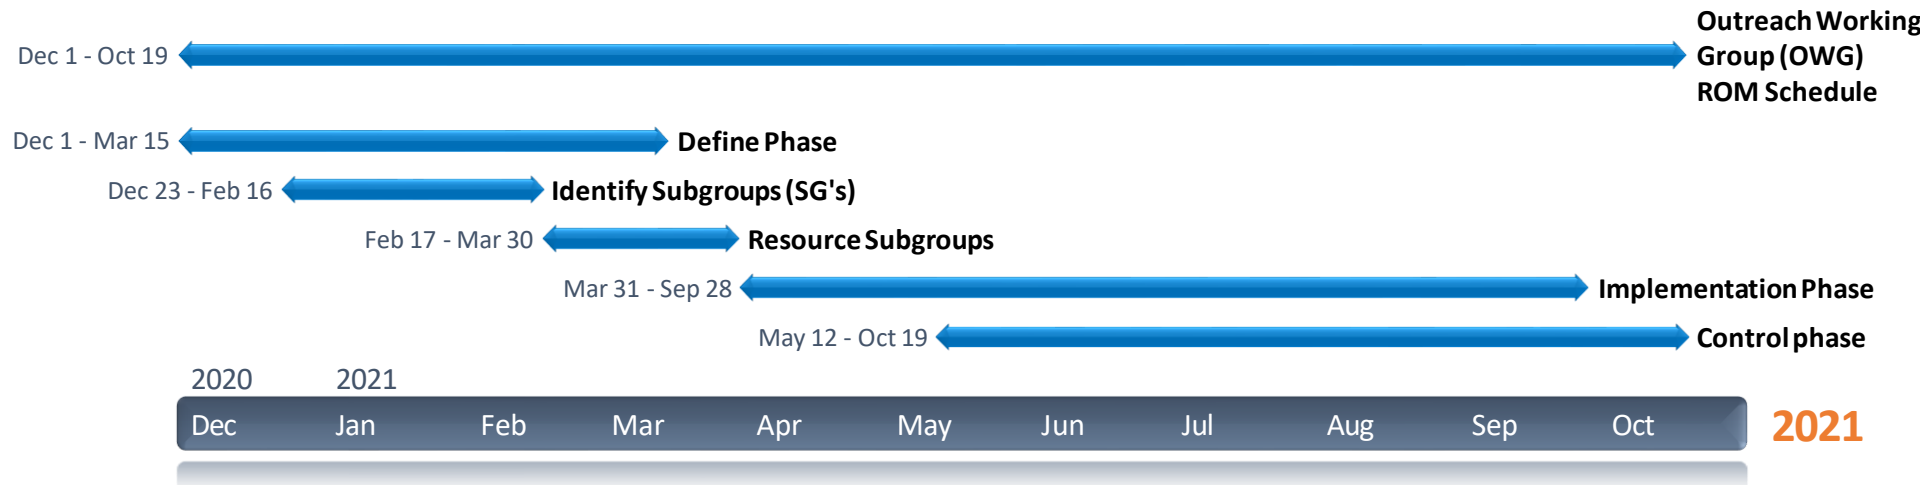 Outreach Working
Dec 1 - Oct 19 Group (OWG)
ROM Schedule
Dec 1 - Mar 15 Define Phase
Dec 23 - Feb 16 Identify Subgroups (SG's)
Feb 17 - Mar 30 Resource Subgroups
Mar 31 - Sep 28 Implementation Phase
May 12 - Oct 19 Control phase
2020 2021
Dec Jan Feb Mar Apr May Jun Jul Aug Sep Oct 2021